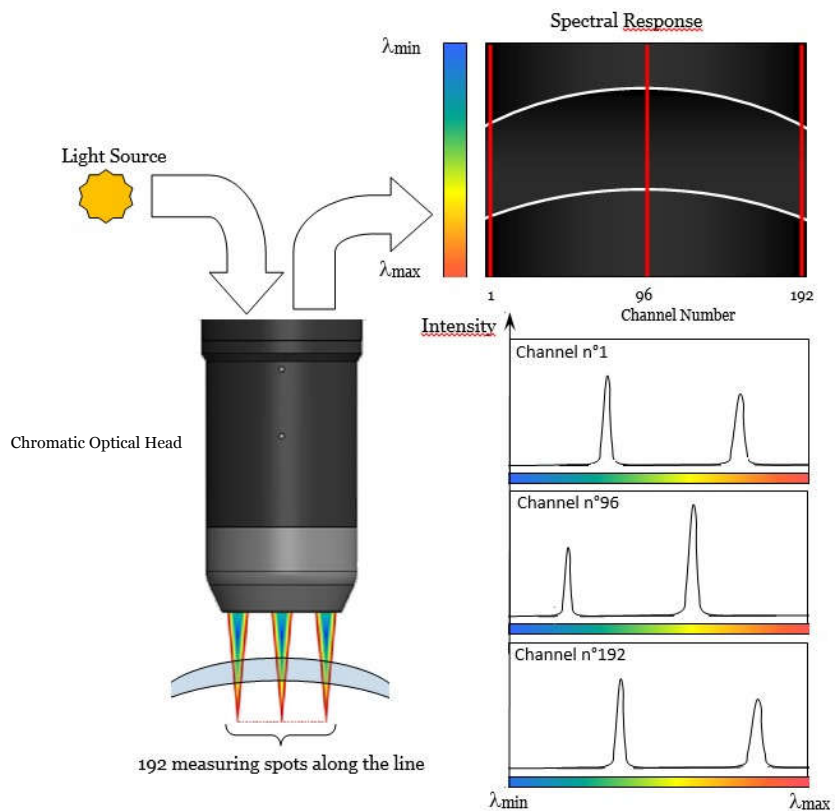 Spectral Response
λmin
Light Source
λmax
1
96
192
Channel Number
Intensity
Channel n°1
Chromatic Optical Head
Channel n°96
Channel n°192
192 measuring spots along the line
λmin
λmax